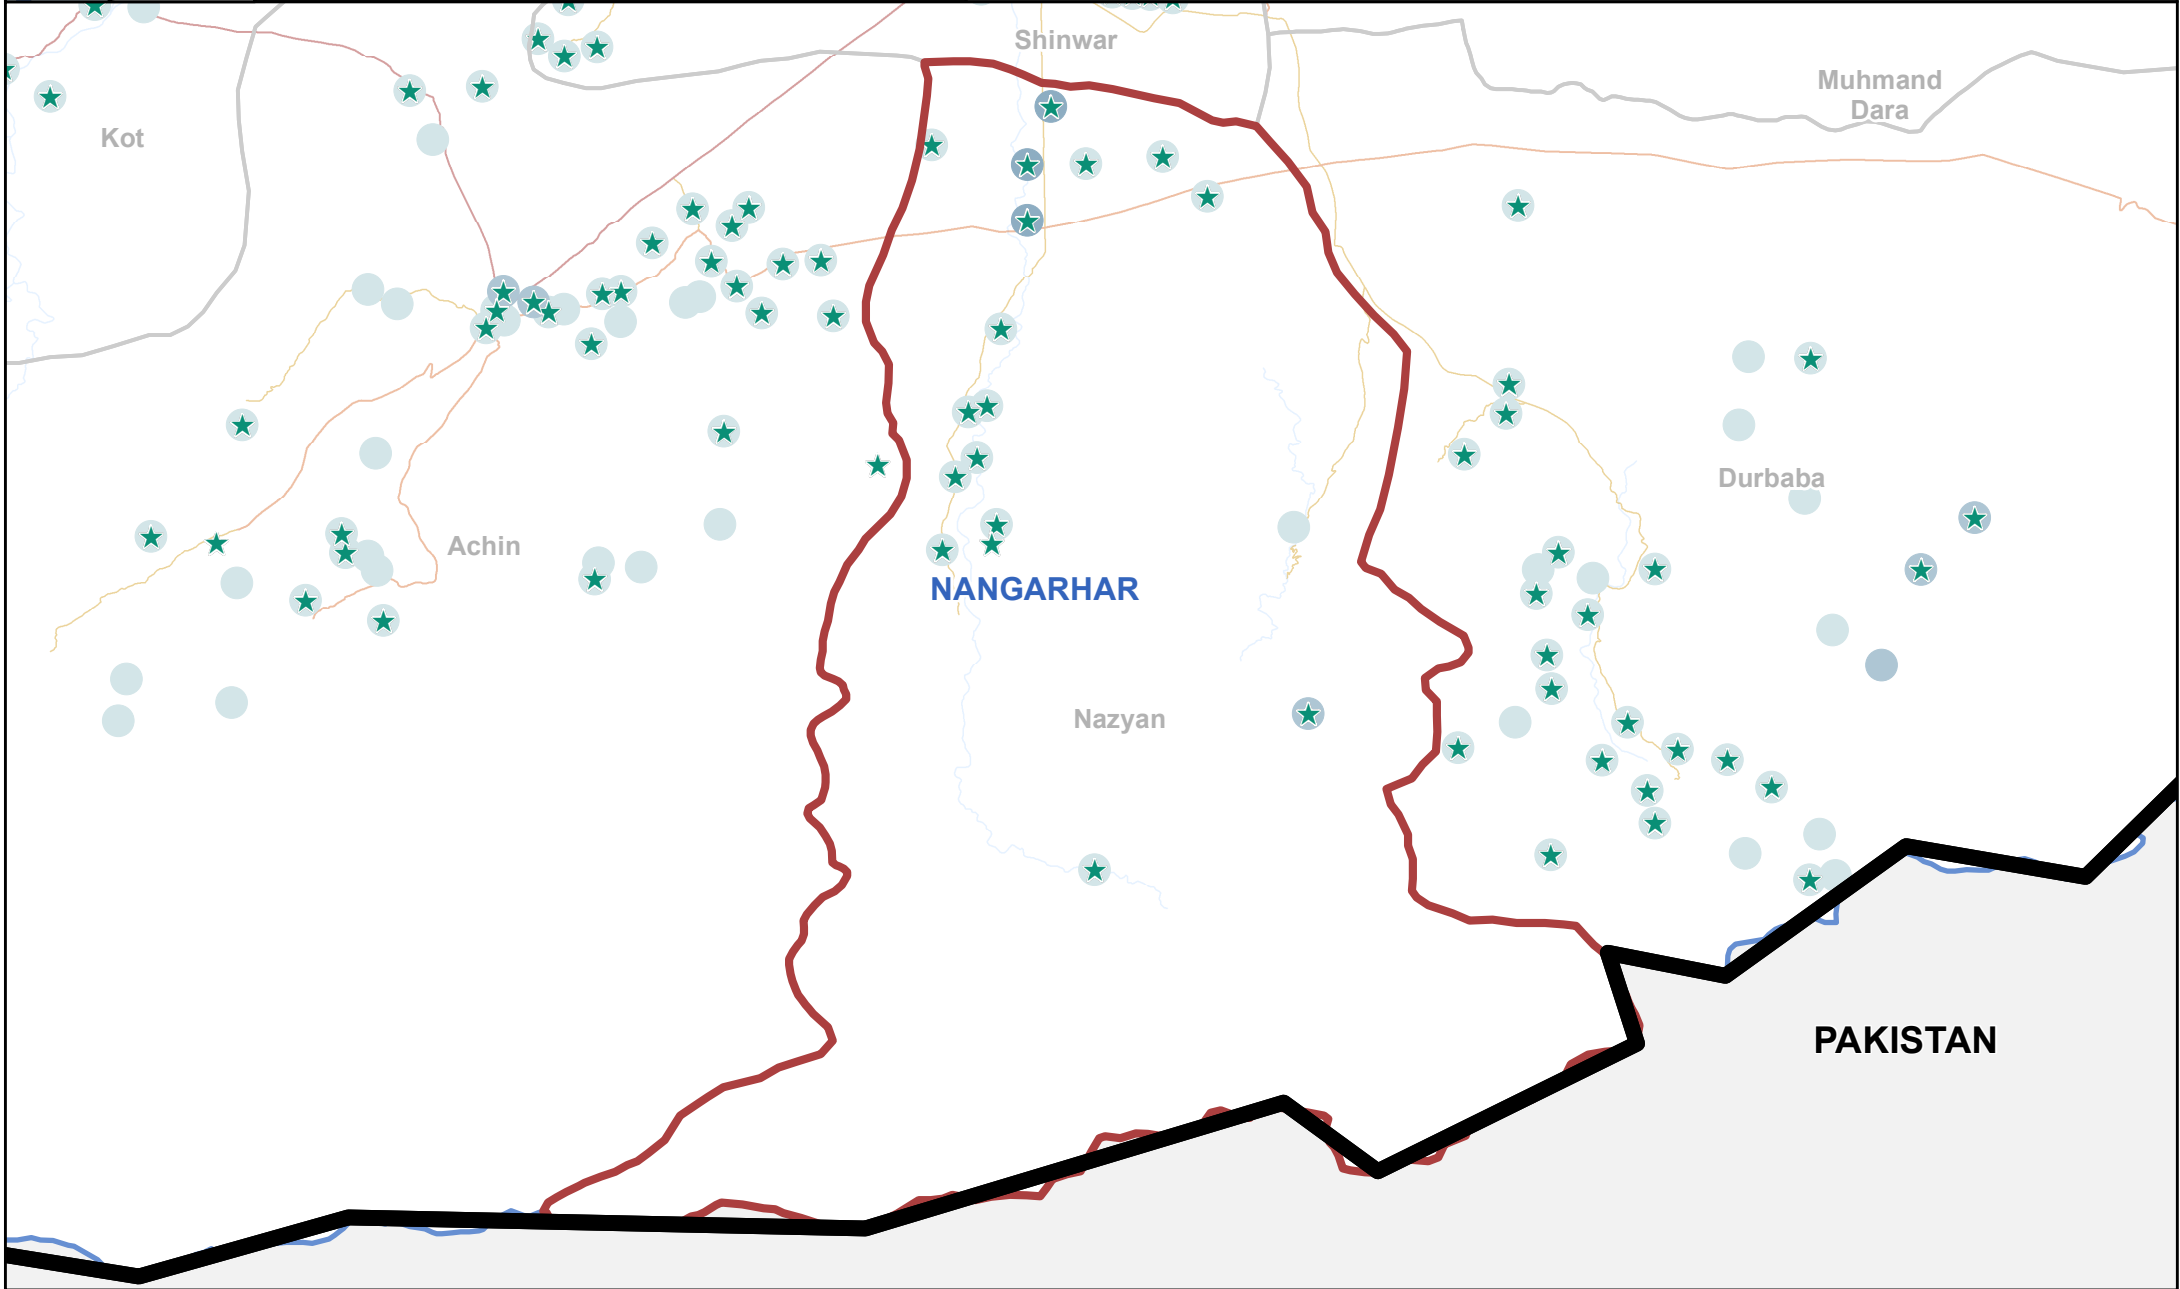 Shinwar
Muhmand
Dara
Kot
Durbaba
Achin
NANGARHAR
Nazyan
PAKISTAN